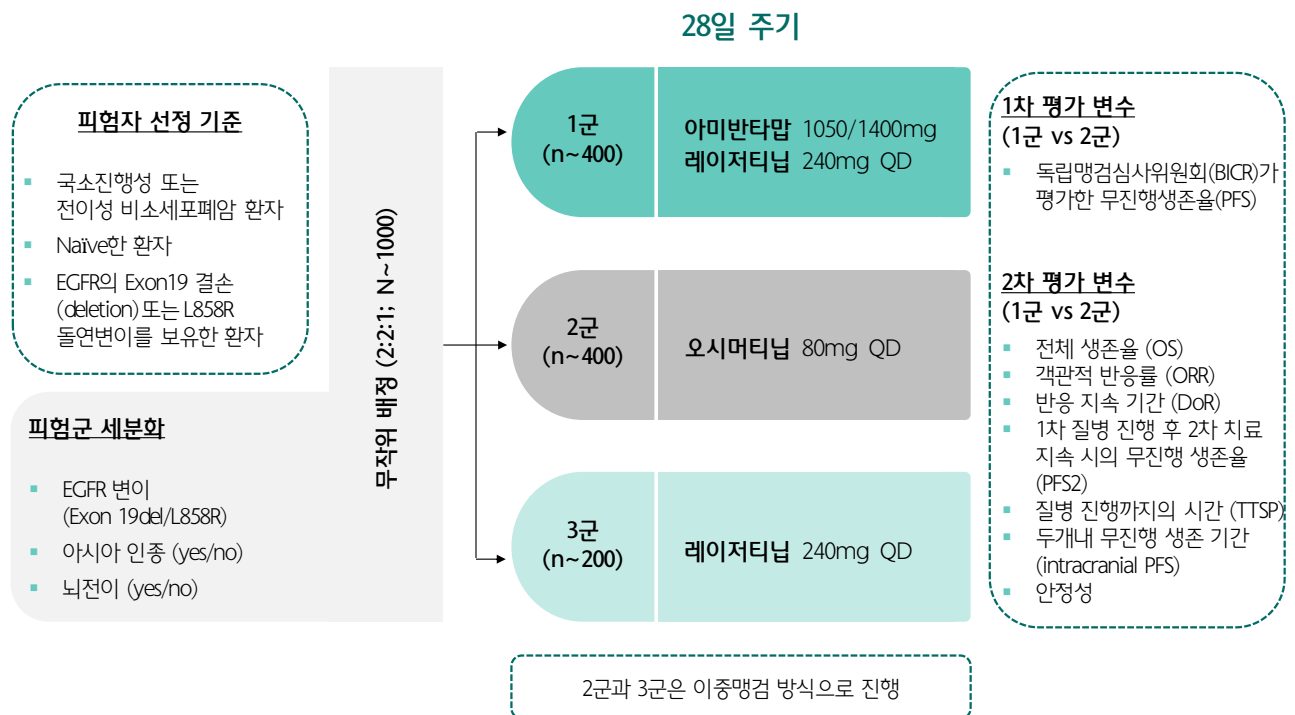 28일 주기
피험자 선정 기준
국소진행성 또는
전이성 비소세포폐암 환자
Naïve한 환자
EGFR의 Exon19 결손
(deletion) 또는 L858R
돌연변이를 보유한 환자
피험군 세분화
EGFR 변이
(Exon 19del/L858R)
아시아 인종 (yes/no)
뇌전이 (yes/no)
무작위 배정 (2:2:1; N~1000)
1군
(n~400)
아미반타맙 1050/1400mg
레이저티닙 240mg QD
2군
(n~400)
오시머티닙 80mg QD
3군
(n~200)
레이저티닙 240mg QD
2군과 3군은 이중맹검 방식으로 진행
1차 평가 변수
(1군 vs 2군)
독립맹검심사위원회(BICR)가
평가한 무진행생존율(PFS)
2차 평가 변수
(1군 vs 2군)
전체 생존율 (OS)
객관적 반응률 (ORR)
반응 지속 기간 (DoR)
1차 질병 진행 후 2차 치료
지속 시의 무진행 생존율
(PFS2)
질병 진행까지의 시간 (TTSP)
두개내 무진행 생존 기간
(intracranial PFS)
안정성